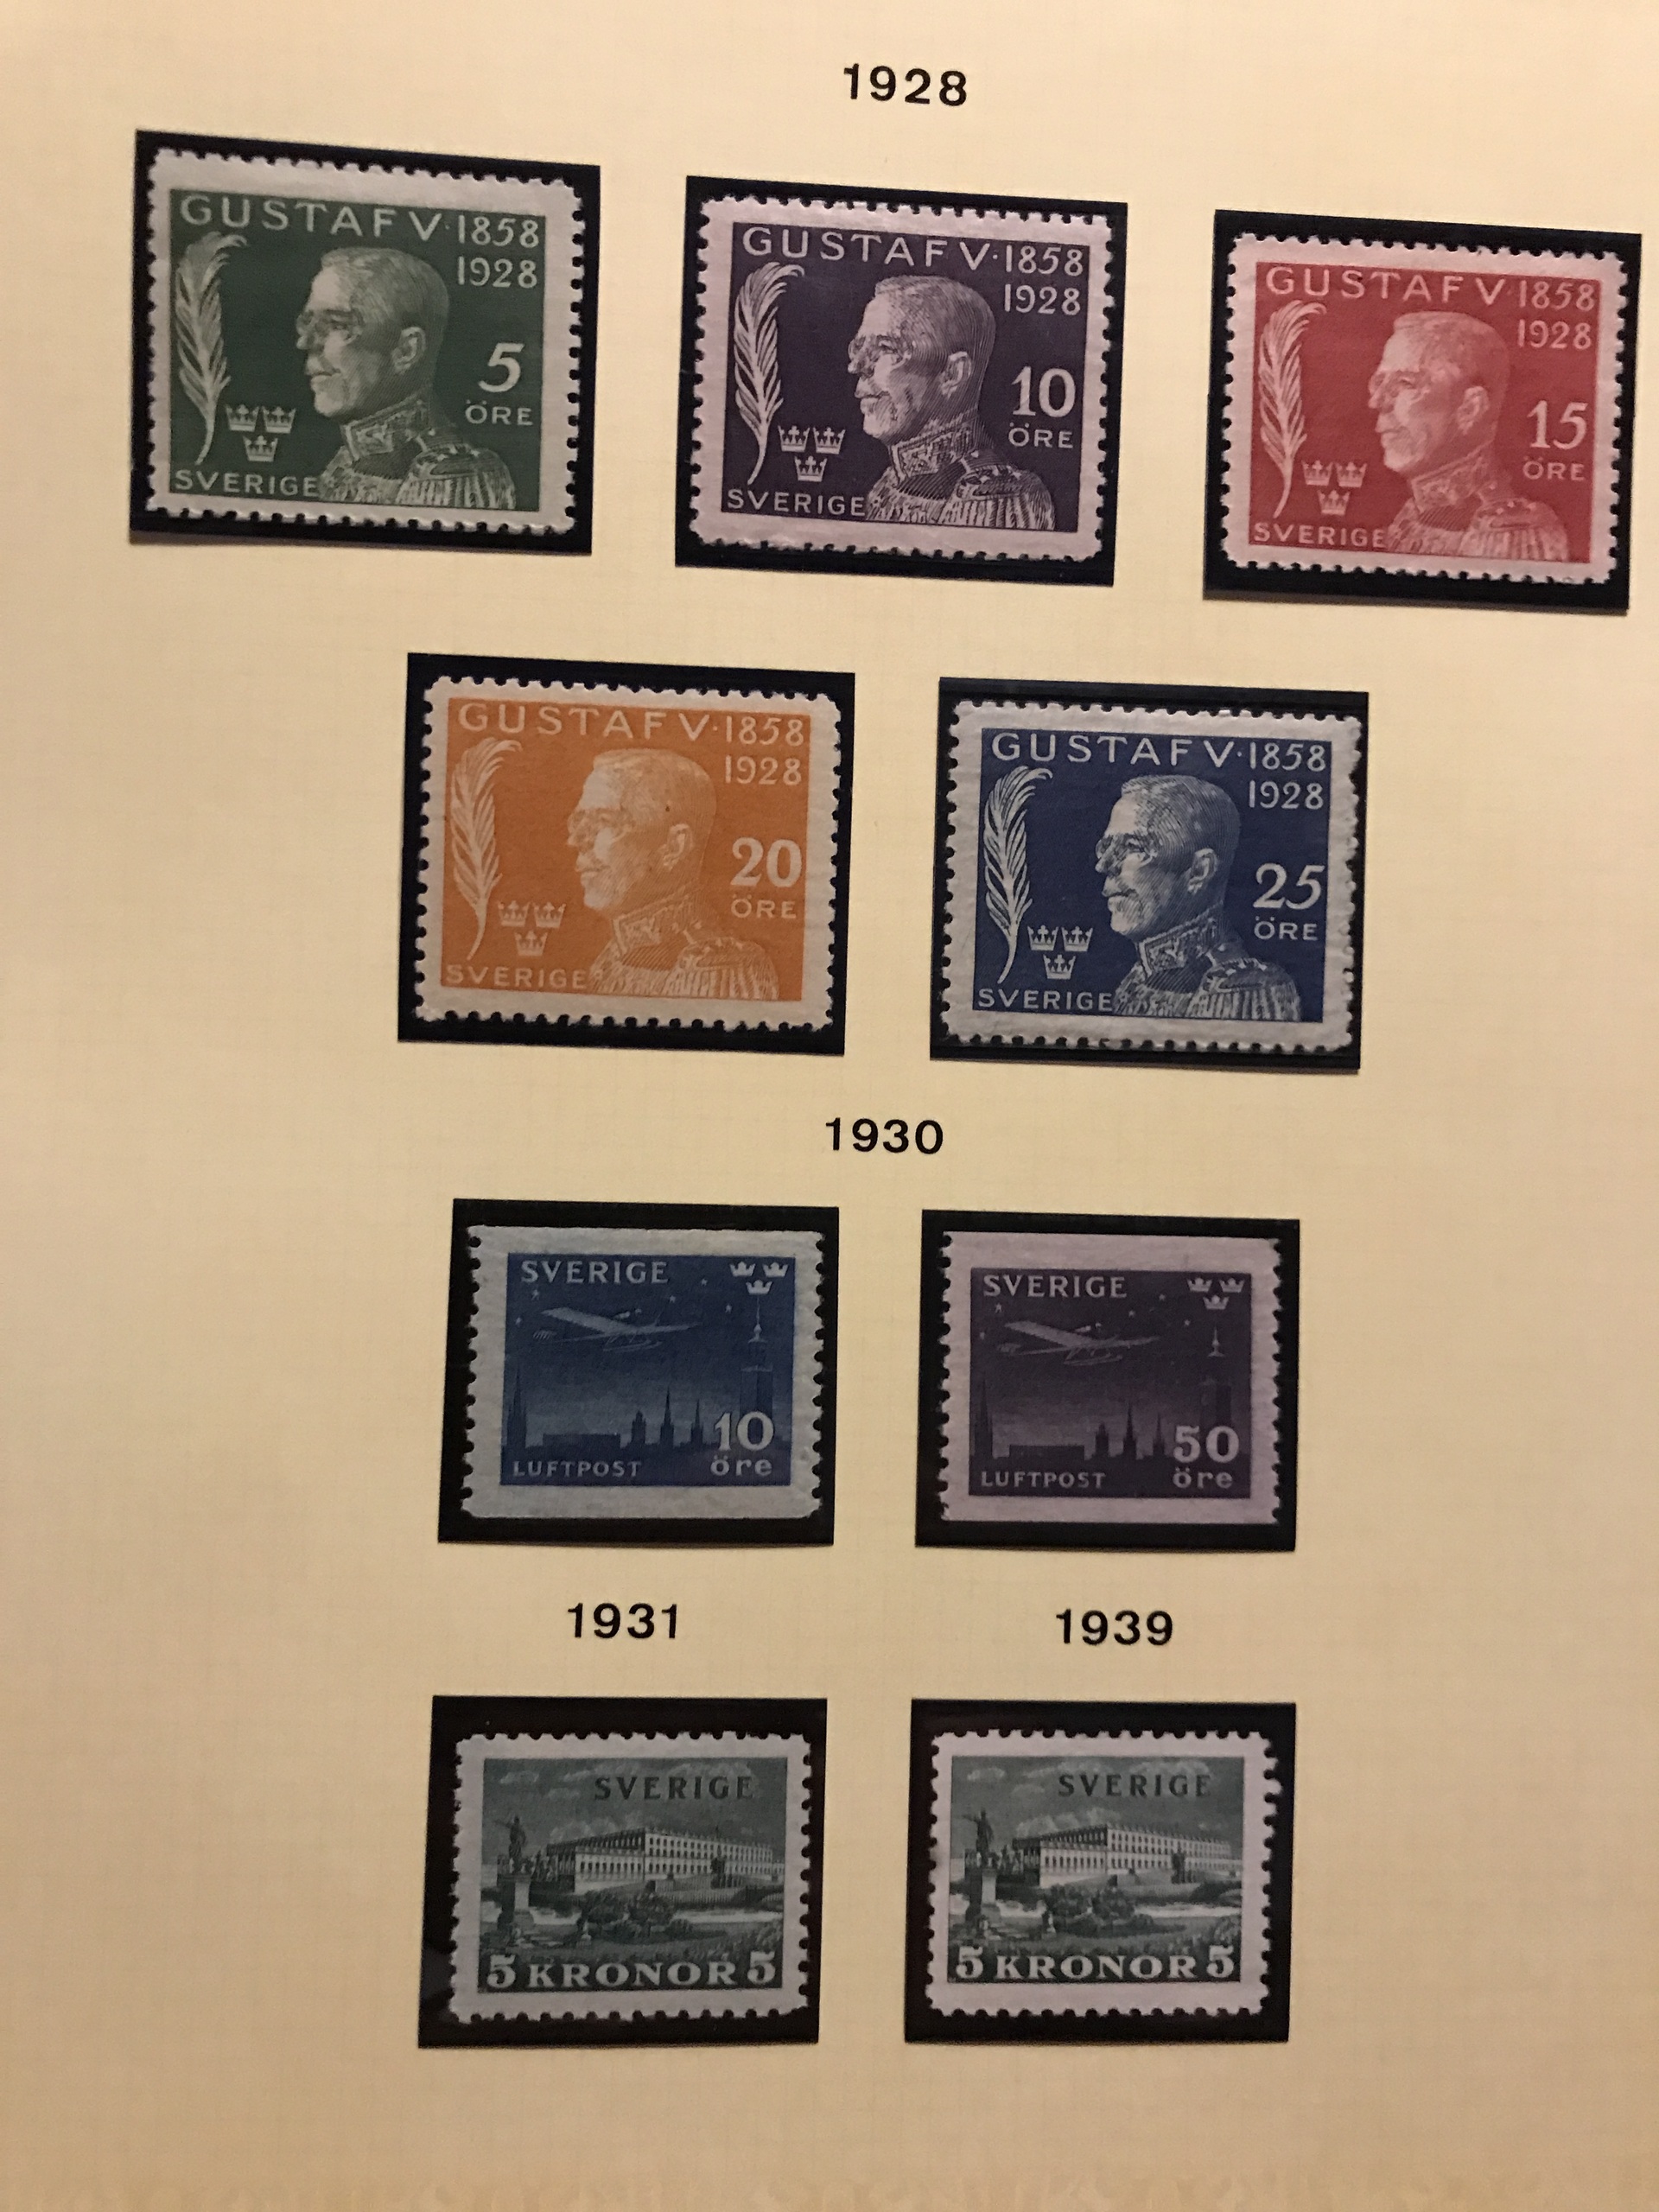 1928
GUSTAF V·1858
1928
5
ÖRE
SVERIGE
GUSTAF V·1858
1928
10
ÖRE
SVERIGE
GUSTAF V·1858
1928
15
ÖRE
SVERIGE
GUSTAF V·1858
1928
20
ÖRE
SVERIGE
GUSTAF V·1858
1928
25
ÖRE
SVERIGE
1930
SVERIGE
10
LUFTPOST öre
SVERIGE
50
LUFTPOST öre
1931
1939
SVERIGE
5 KRONOR 5
SVERIGE
5 KRONOR 5